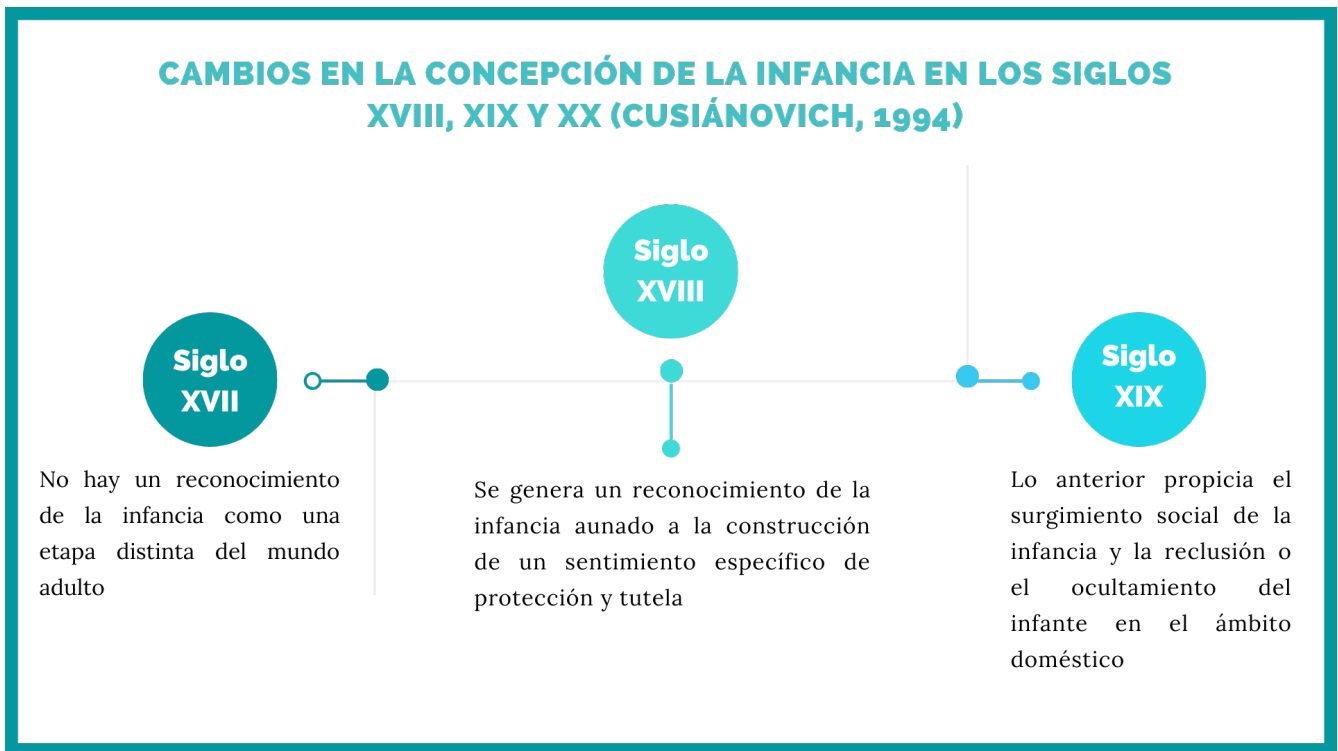 CAMBIOS EN LA CONCEPCIÓN DE LA INFANCIA EN LOS SIGLOS
XVIII, XIX Y XX (CUSIÁNOVICH, 1994)
Siglo
XVII
No hay un reconocimiento
de la infancia como una
etapa distinta del mundo
adulto
Siglo
XVIII
Se genera un reconocimiento de la
infancia aunado a la construcción
de un sentimiento específico de
protección y tutela
Siglo
XIX
Lo anterior propicia el
surgimiento social de la
infancia y la reclusión o
el ocultamiento del
infante en el ámbito
doméstico